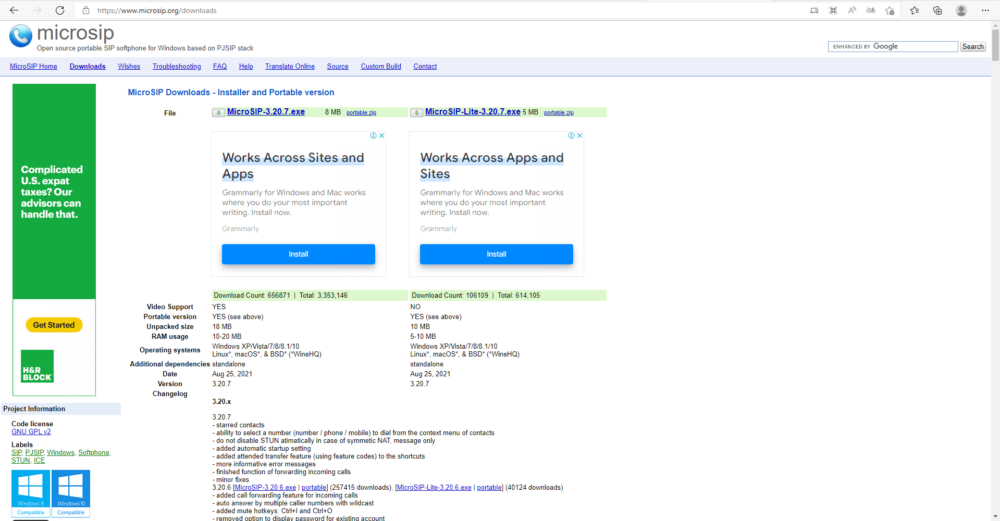 https://www.microsip.org/downloads
microsip
Open source portable SIP softphone for Windows based on PJSIP stack
ENHANCED BY Google
Search
MicroSIP Home Downloads Wishes Troubleshooting FAQ Help Translate Online Source Custom Build Contact
Complicated
U.S. expat
taxes? Our
advisors can
handle that.
Get Started
H&R
BLOCK
MicroSIP Downloads - Installer and Portable version
File MicroSIP-3.20.7.exe 8 MB portable zip MicroSIP-Lite-3.20.7.exe 5 MB portable zip
Works Across Sites and
Apps
Grammarly for Windows and Mac works
where you do your most important
writing. Install now.
Grammarly
Install
Works Across Apps and
Sites
Grammarly for Windows and Mac works
where you do your most important
writing. Install now.
Grammarly
Install
Download Count: 656871 | Total: 3,353,146 Download Count: 106109 | Total: 614,105
Video Support YES NO
Portable version YES (see above) YES (see above)
Unpacked size 18 MB 10 MB
RAM usage 10-20 MB 5-10 MB
Operating systems Windows XP/Vista/7/8/8.1/10 Windows XP/Vista/7/8/8.1/10
Linux*, macOS*, & BSD* (*WineHQ) Linux*, macOS*, & BSD* (*WineHQ)
Additional dependencies standalone standalone
Date Aug 25, 2021 Aug 25, 2021
Version 3.20.7 3.20.7
Changelog
3.20.x
3.20.7
- starred contacts
- ability to select a number (number / phone / mobile) to dial from the context menu of contacts
- do not disable STUN atimatically in case of symmetic NAT, message only
- added automatic startup setting
- added attended transfer feature (using feature codes) to the shortcuts
- more informative error messages
- finished function of forwarding incoming calls
- minor fixes
3.20.6 [MicroSIP-3.20.6.exe | portable] (257415 downloads), [MicroSIP-Lite-3.20.6.exe | portable] (40124 downloads)
- added call forwarding feature for incoming calls
- auto answer by multiple caller numbers with wildcast
- added mute hotkeys: Ctrl+I and Ctrl+O
- removed option to display password for existing account
Project Information
Code license
GNU GPL v2
Labels
SIP, PJSIP, Windows, Softphone,
STUN, ICE
Windows 8
Compatible
Windows 10
Compatible